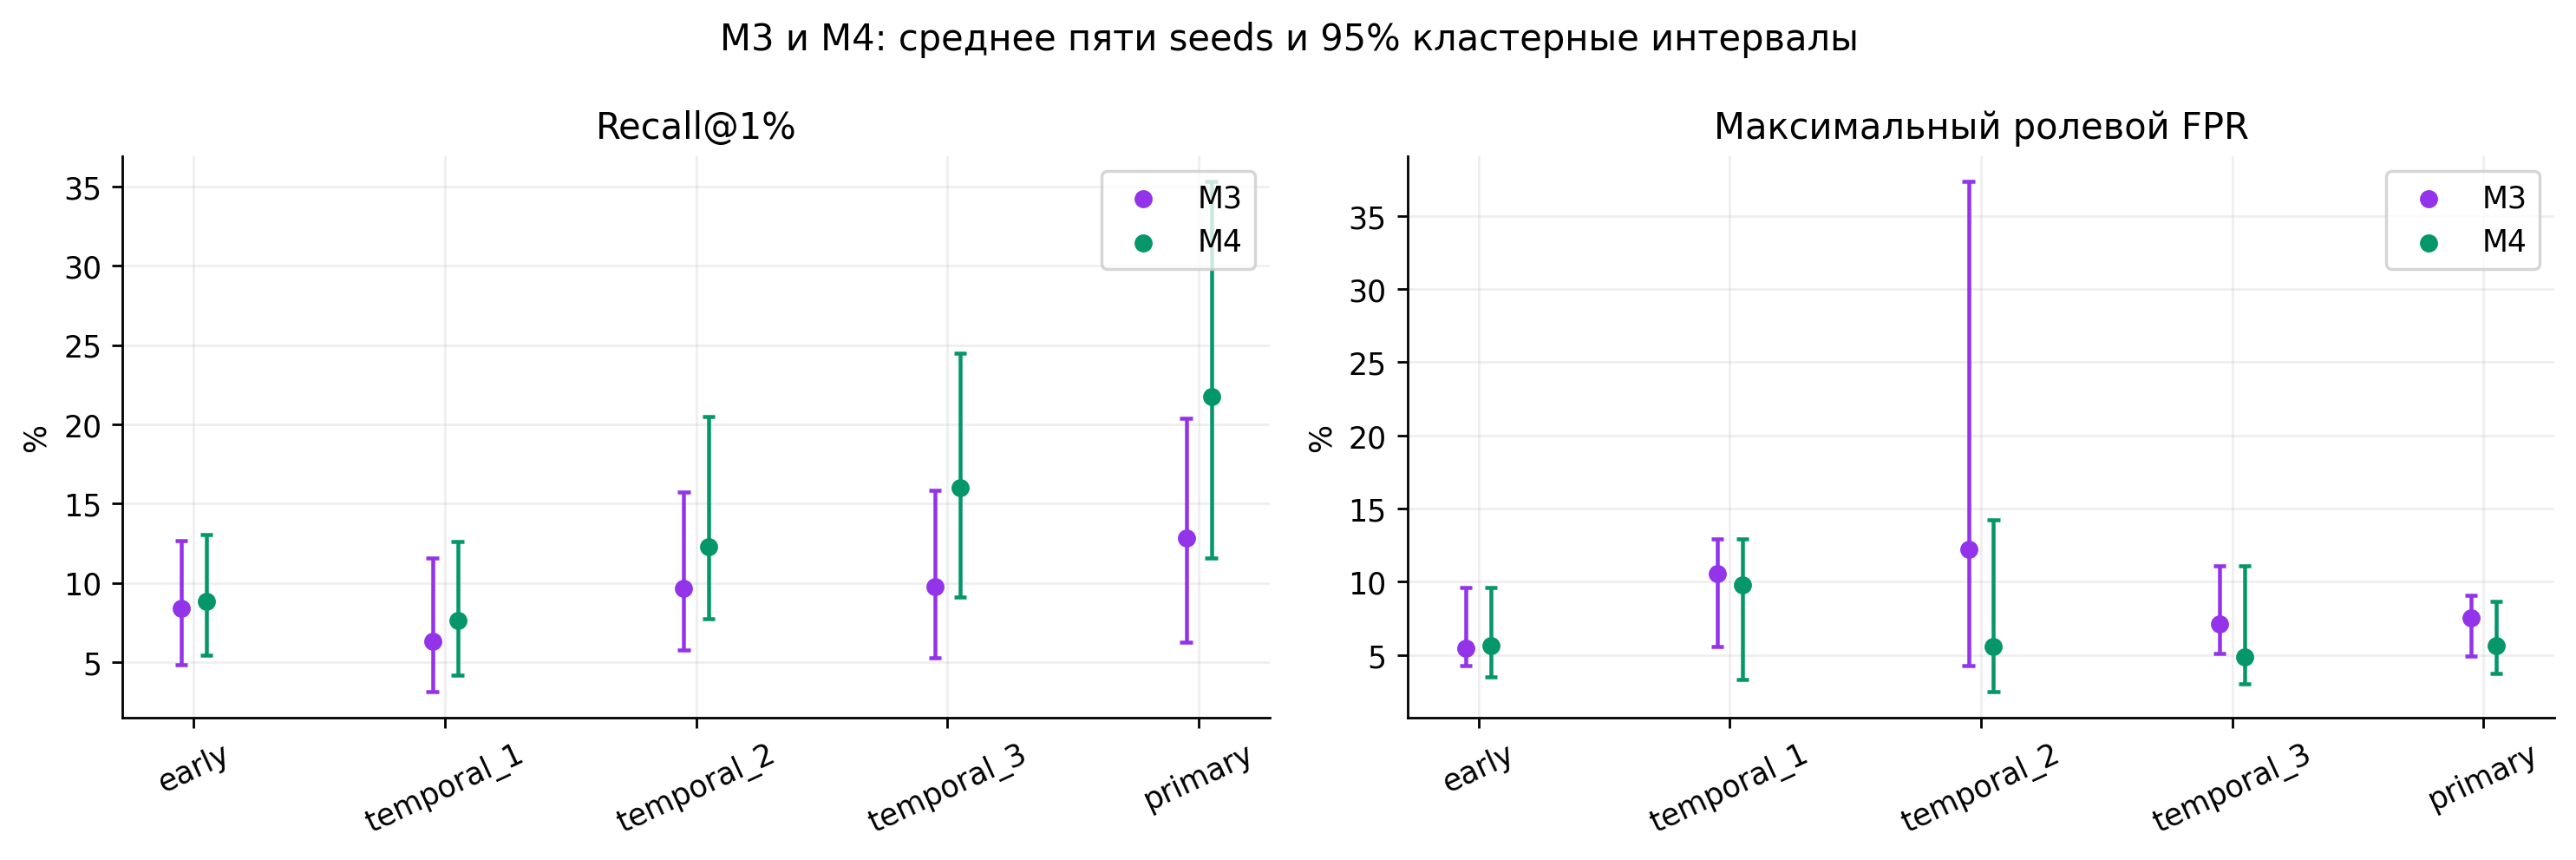 M3 и M4: среднее пяти seeds и 95% кластерные интервалы
Recall@1%
%
35
30
25
20
15
10
5
M3
M4
early
temporal_1
temporal_2
temporal_3
primary
Максимальный ролевой FPR
%
35
30
25
20
15
10
5
M3
M4
early
temporal_1
temporal_2
temporal_3
primary